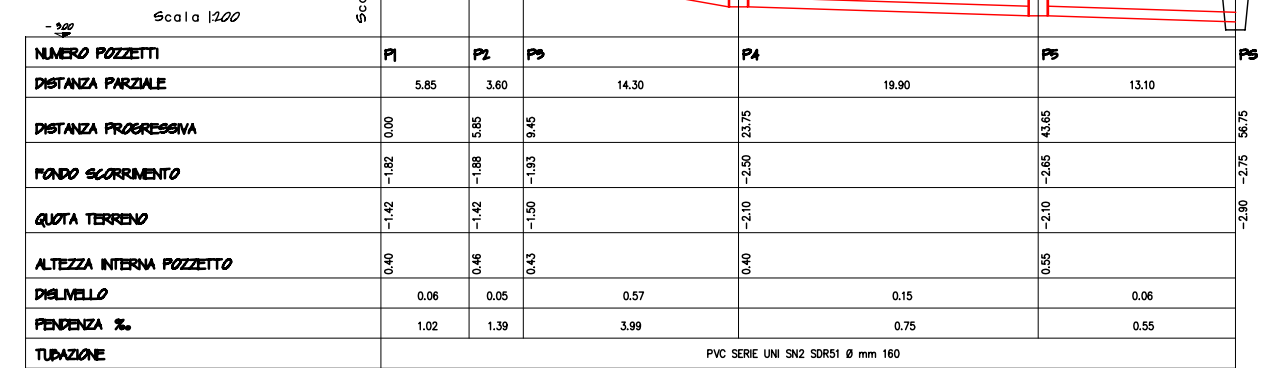 Scala 1:200
Sco
-3.00
NUMERO POZZETTI P1 P2 P3 P4 P5 PS
DISTANZA PARZIALE 5.85 3.60 14.30 19.90 13.10
DISTANZA PROGRESSIVA 0.00 5.85 9.45 23.75 43.65 56.75
FONDO SCORRIMENTO -1.82 -1.88 -1.93 -2.50 -2.65 -2.75
QUOTA TERRENO -1.42 -1.42 -1.50 -2.10 -2.10 -2.90
ALTEZZA INTERNA POZZETTO 0.40 0.46 0.43 0.40 0.55
DISLIVELLO 0.06 0.05 0.57 0.15 0.06
PENDENZA ‰ 1.02 1.39 3.99 0.75 0.55
TUBAZIONE PVC SERIE UNI SN2 SDR51 Ø mm 160